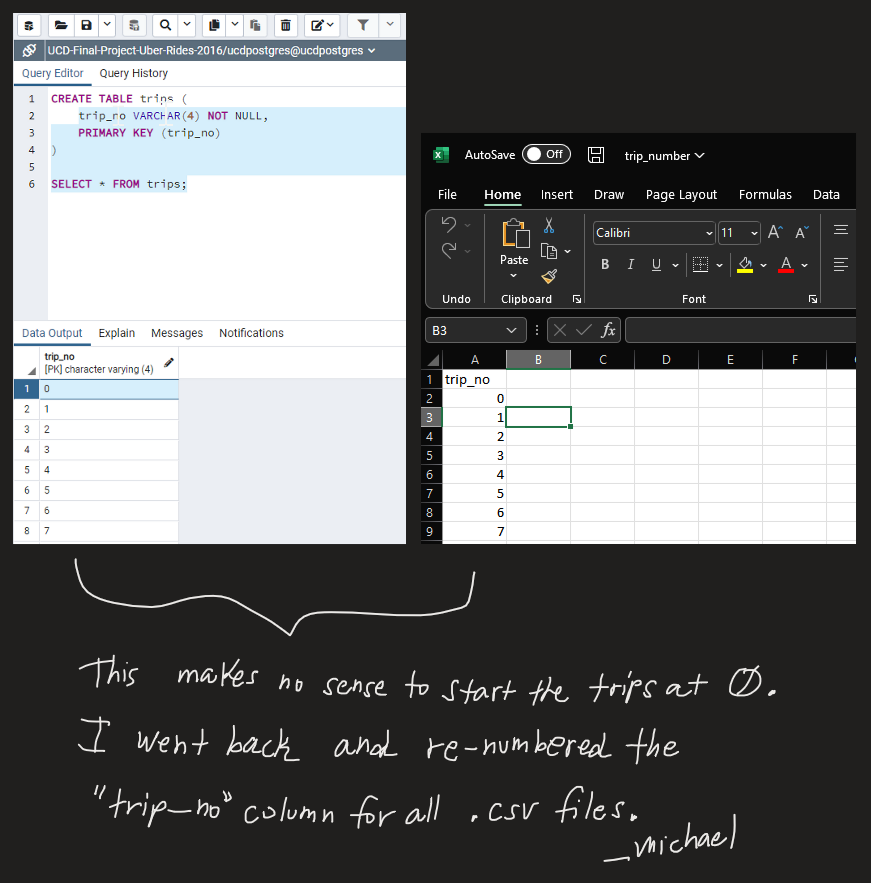 UCD-Final-Project-Uber-Rides-2016/ucdpostgres@ucdpostgres
Query Editor Query History
1 CREATE TABLE trips (
2 trip_no VARCHAR(4) NOT NULL,
3 PRIMARY KEY (trip_no)
4 )
5
6 SELECT * FROM trips;
Data Output Explain Messages Notifications
trip_no
[PK] character varying (4)
1 0
2 1
3 2
4 3
5 4
6 5
7 6
8 7
AutoSave Off trip_number
File Home Insert Draw Page Layout Formulas Data
Calibri 11
Paste
B I U A
Undo Clipboard Font
B3 fx
A B C D E F
1 trip_no
2 0
3 1
4 2
5 3
6 4
7 5
8 6
9 7
This makes no sense to start the trips at 0.
I went back and re-numbered the
"trip_no" column for all .csv files.
_michael